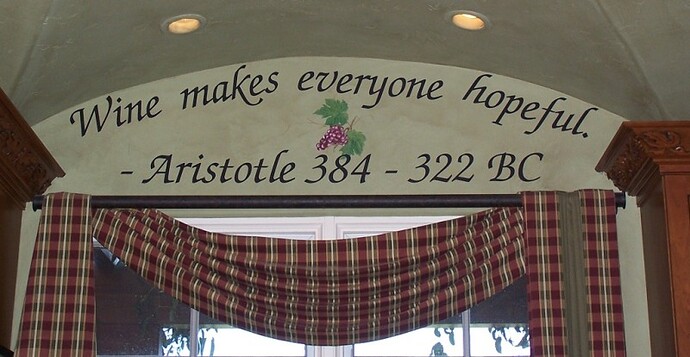 Wine makes everyone hopeful.
- Aristotle 384 - 322 BC